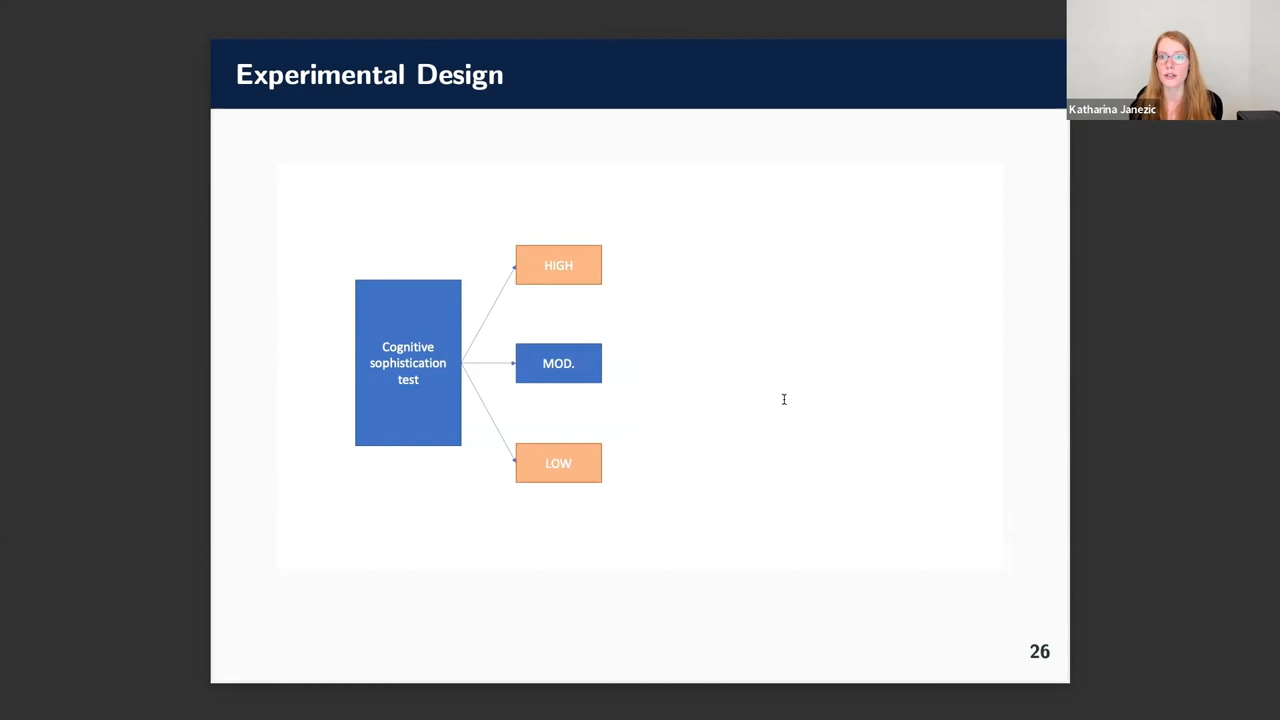 Experimental Design
Katharina Janezic
HIGH
Cognitive
sophistication
test
MOD.
LOW
26